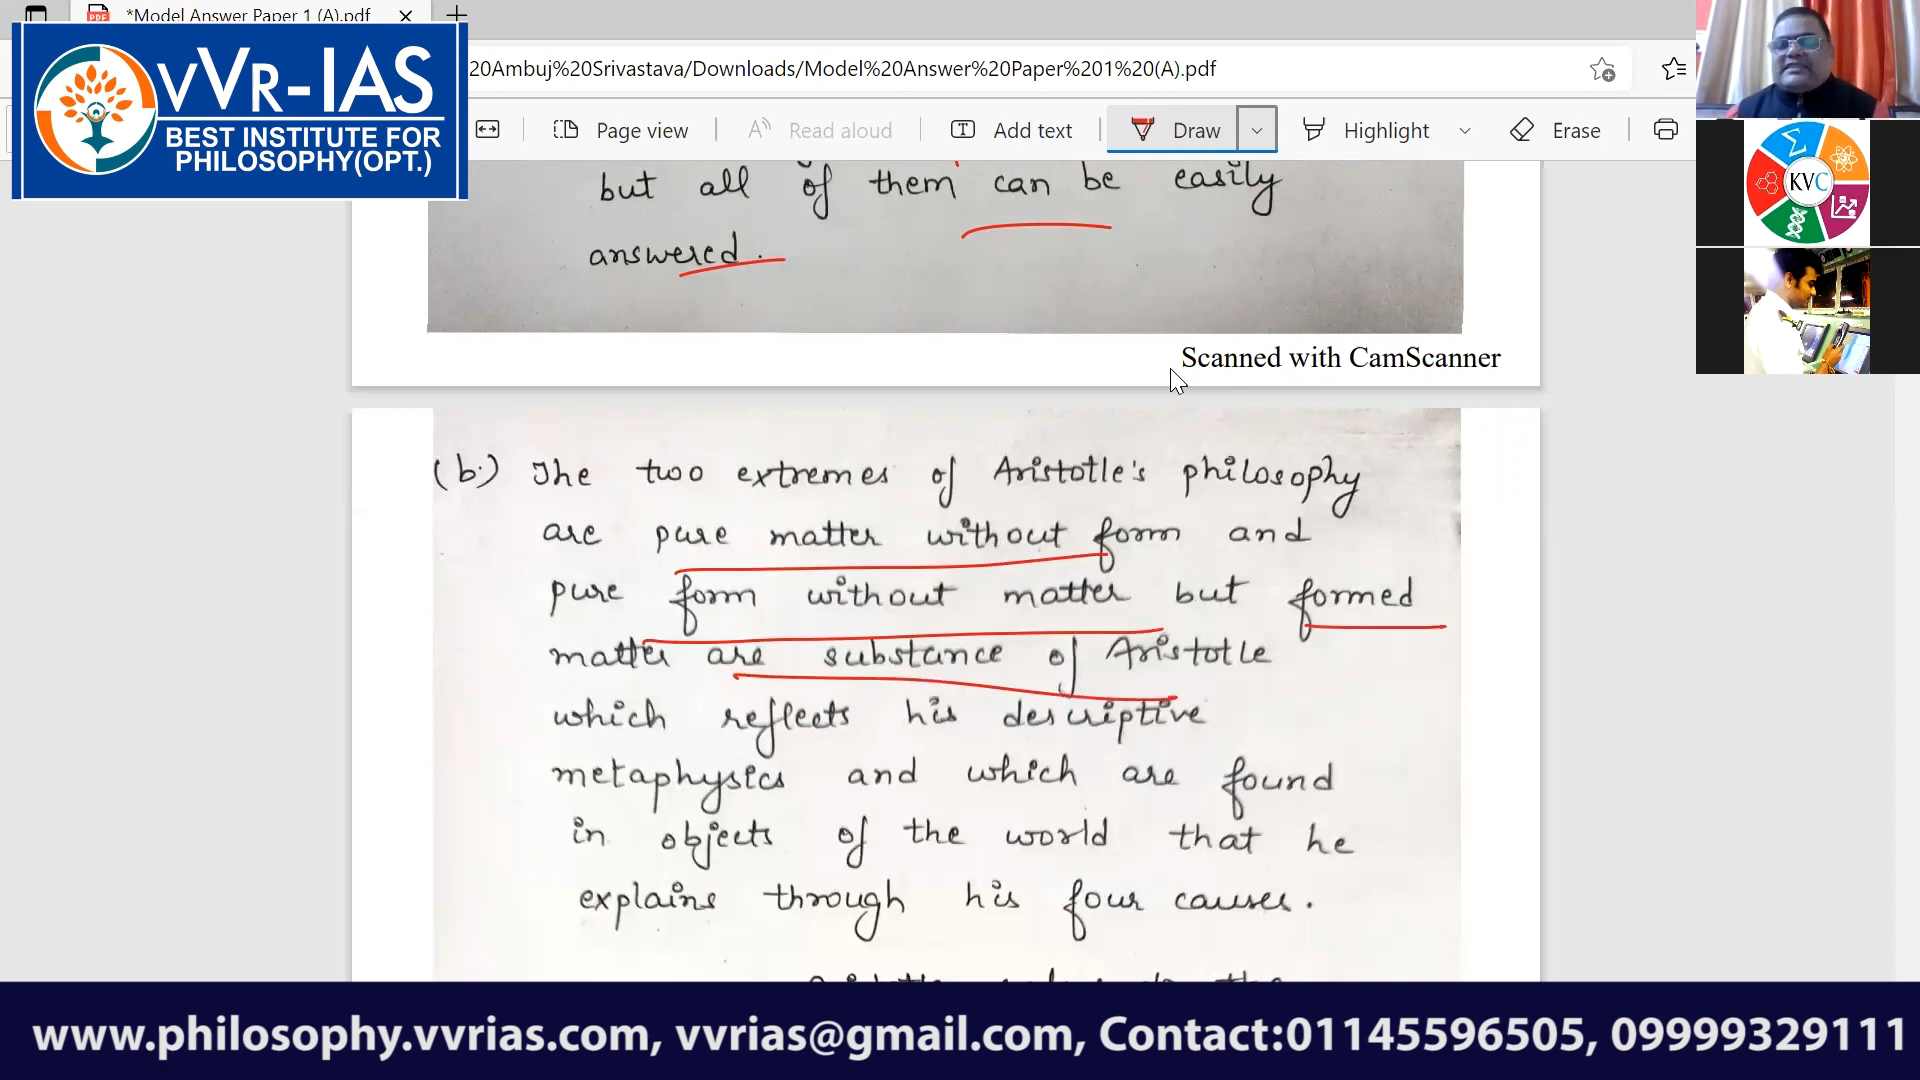 *Model Answer Paper 1 (A).pdf
vVR-IAS
BEST INSTITUTE FOR
PHILOSOPHY(OPT.)
20Ambuj%20Srivastava/Downloads/Model%20Answer%20Paper%201%20(A).pdf
Page view
Read aloud
Add text
Draw
Highlight
Erase
KVC
but all of them can be easily
answered.
Scanned with CamScanner
(b.) The two extremes of Aristotle's philosophy
are pure matter without form and
pure form without matter but formed
matter are substance of Aristotle
which reflects his descriptive
metaphysics and which are found
in objects of the world that he
explains through his four causes.
www.philosophy.vvrias.com, vvrias@gmail.com, Contact:01145596505, 09999329111